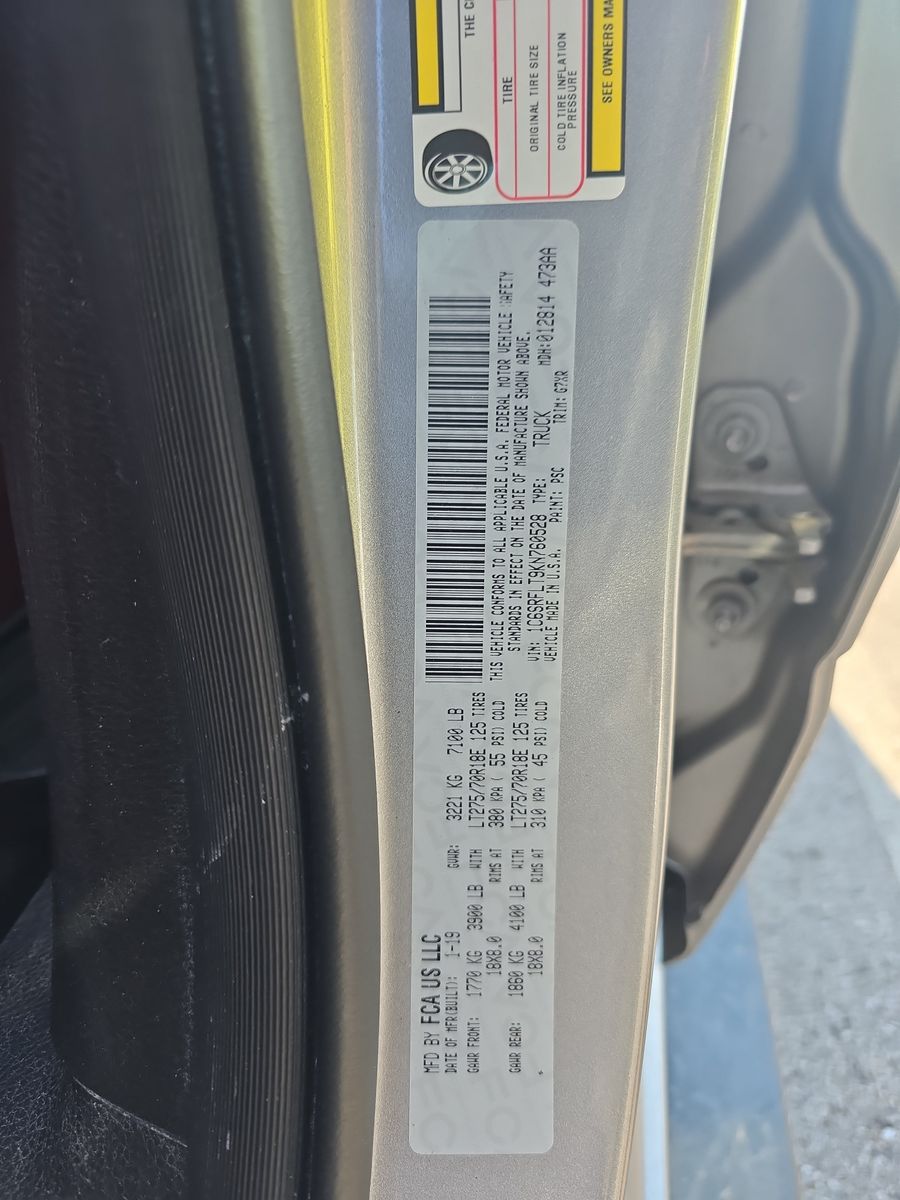 THE C
TIRE
ORIGINAL TIRE SIZE
COLD TIRE INFLATION
PRESSURE
SEE OWNERS MA
MFD BY FCA US LLC
DATE OF MFR(BUILT): 1-19 GVWR: 3221 KG 7100 LB
GAWR FRONT: 1770 KG 3900 LB WITH LT275/70R18E 125 TIRES
18X8.0 RIMS AT 380 KPA ( 55 PSI) COLD
GAWR REAR: 1860 KG 4100 LB WITH LT275/70R18E 125 TIRES
18X8.0 RIMS AT 310 KPA ( 45 PSI) COLD
THIS VEHICLE CONFORMS TO ALL APPLICABLE U.S.A. FEDERAL MOTOR VEHICLE SAFETY
STANDARDS IN EFFECT ON THE DATE OF MANUFACTURE SHOWN ABOVE.
VIN: 1C6SRFLT9KN760528 TYPE: TRUCK MDH:012814 473AA
VEHICLE MADE IN U.S.A. PAINT: PSC TRIM: G7XR